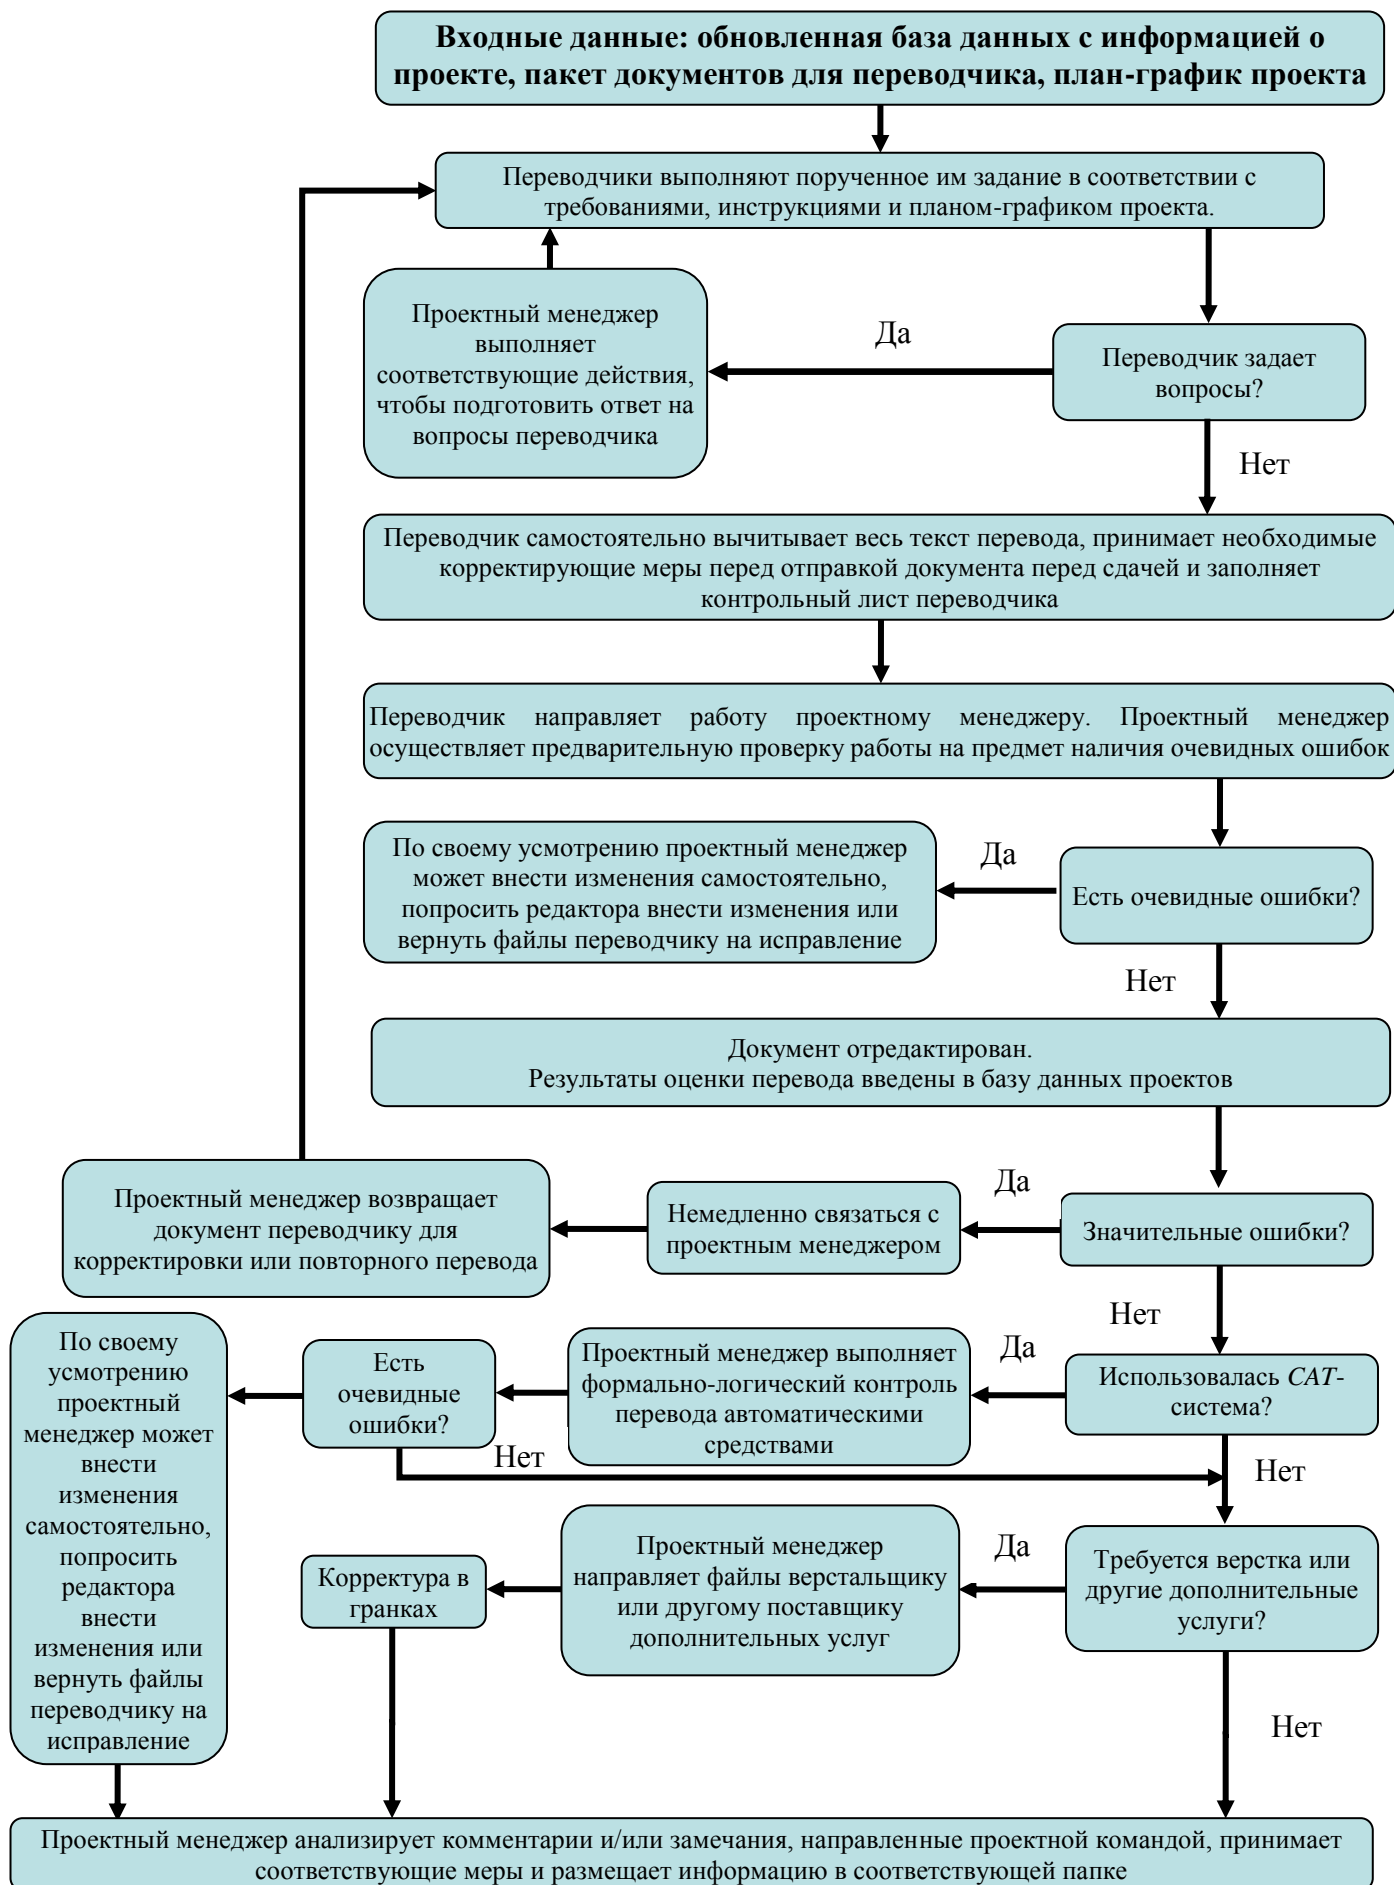 Входные данные: обновленная база данных с информацией о
проекте, пакет документов для переводчика, план-график проекта
Переводчики выполняют порученное им задание в соответствии с
требованиями, инструкциями и планом-графиком проекта.
Проектный менеджер
выполняет
соответствующие действия,
чтобы подготовить ответ на
вопросы переводчика
Да
Переводчик задает
вопросы?
Нет
Переводчик самостоятельно вычитывает весь текст перевода, принимает необходимые
корректирующие меры перед отправкой документа перед сдачей и заполняет
контрольный лист переводчика
Переводчик направляет работу проектному менеджеру. Проектный менеджер
осуществляет предварительную проверку работы на предмет наличия очевидных ошибок
По своему усмотрению проектный менеджер
может внести изменения самостоятельно,
попросить редактора внести изменения или
вернуть файлы переводчику на исправление
Да
Есть очевидные ошибки?
Нет
Документ отредактирован.
Результаты оценки перевода введены в базу данных проектов
Проектный менеджер возвращает
документ переводчику для
корректировки или повторного перевода
Немедленно связаться с
проектным менеджером
Да
Значительные ошибки?
Нет
По своему
усмотрению
проектный
менеджер может
внести
изменения
самостоятельно,
попросить
редактора
внести
изменения или
вернуть файлы
переводчику на
исправление
Есть
очевидные
ошибки?
Нет
Проектный менеджер выполняет
формально-логический контроль
перевода автоматическими
средствами
Да
Использовалась CAT-
система?
Нет
Корректура в
гранках
Проектный менеджер
направляет файлы верстальщику
или другому поставщику
дополнительных услуг
Да
Требуется верстка или
другие дополнительные
услуги?
Нет
Проектный менеджер анализирует комментарии и/или замечания, направленные проектной командой, принимает
соответствующие меры и размещает информацию в соответствующей папке